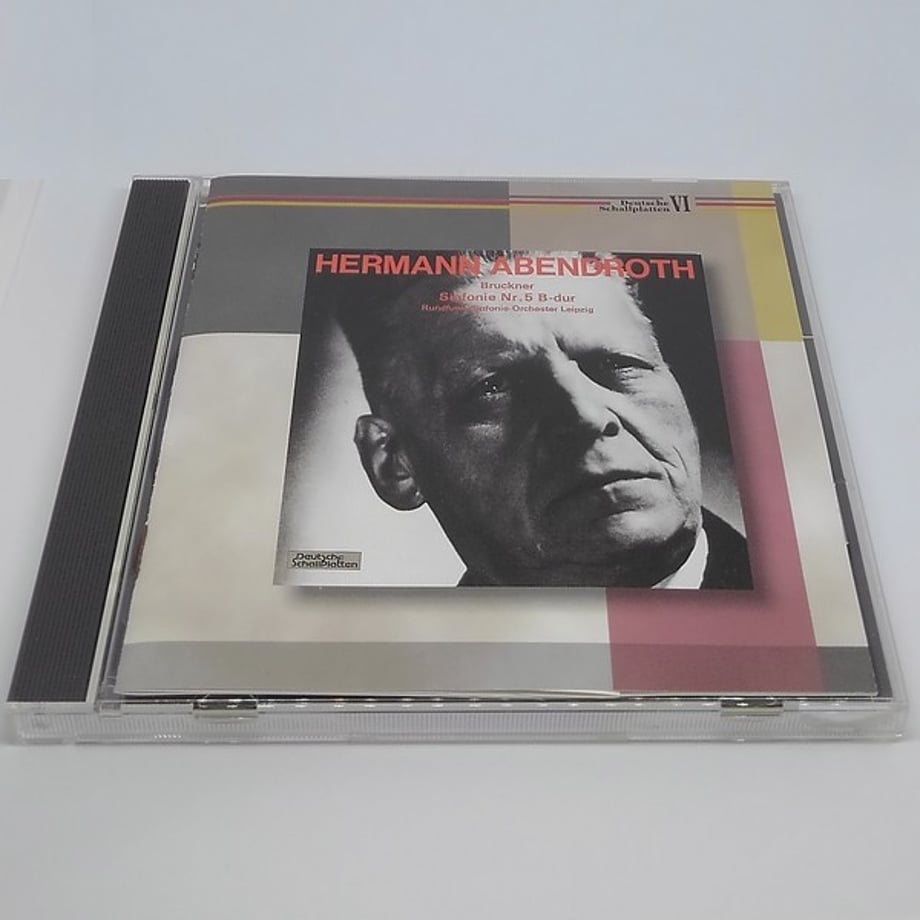 Deutsche
Schallplatten VI
HERMANN ABENDROTH
Bruckner
Sinfonie Nr. 5 B-dur
Rundfunk-Sinfonie-Orchester Leipzig
Deutsche
Schallplatten